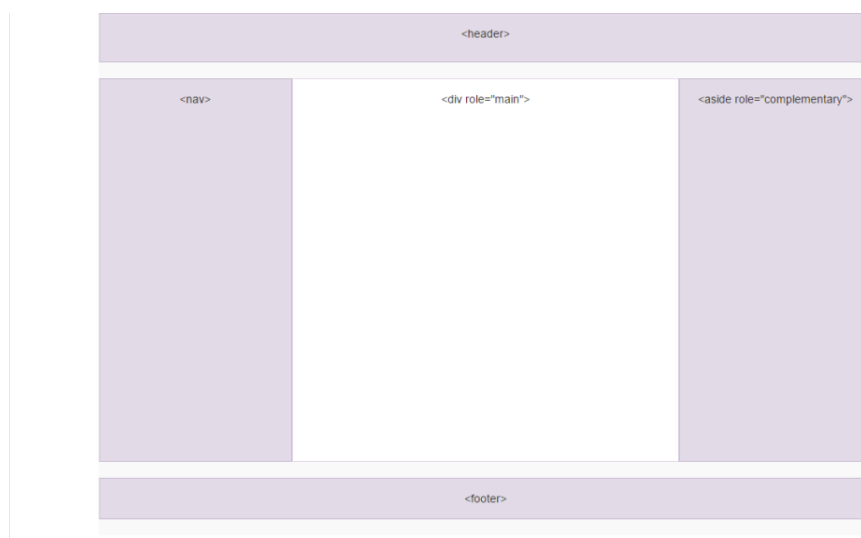 <header>
<nav>
<div role="main">
<aside role="complementary">
<footer>